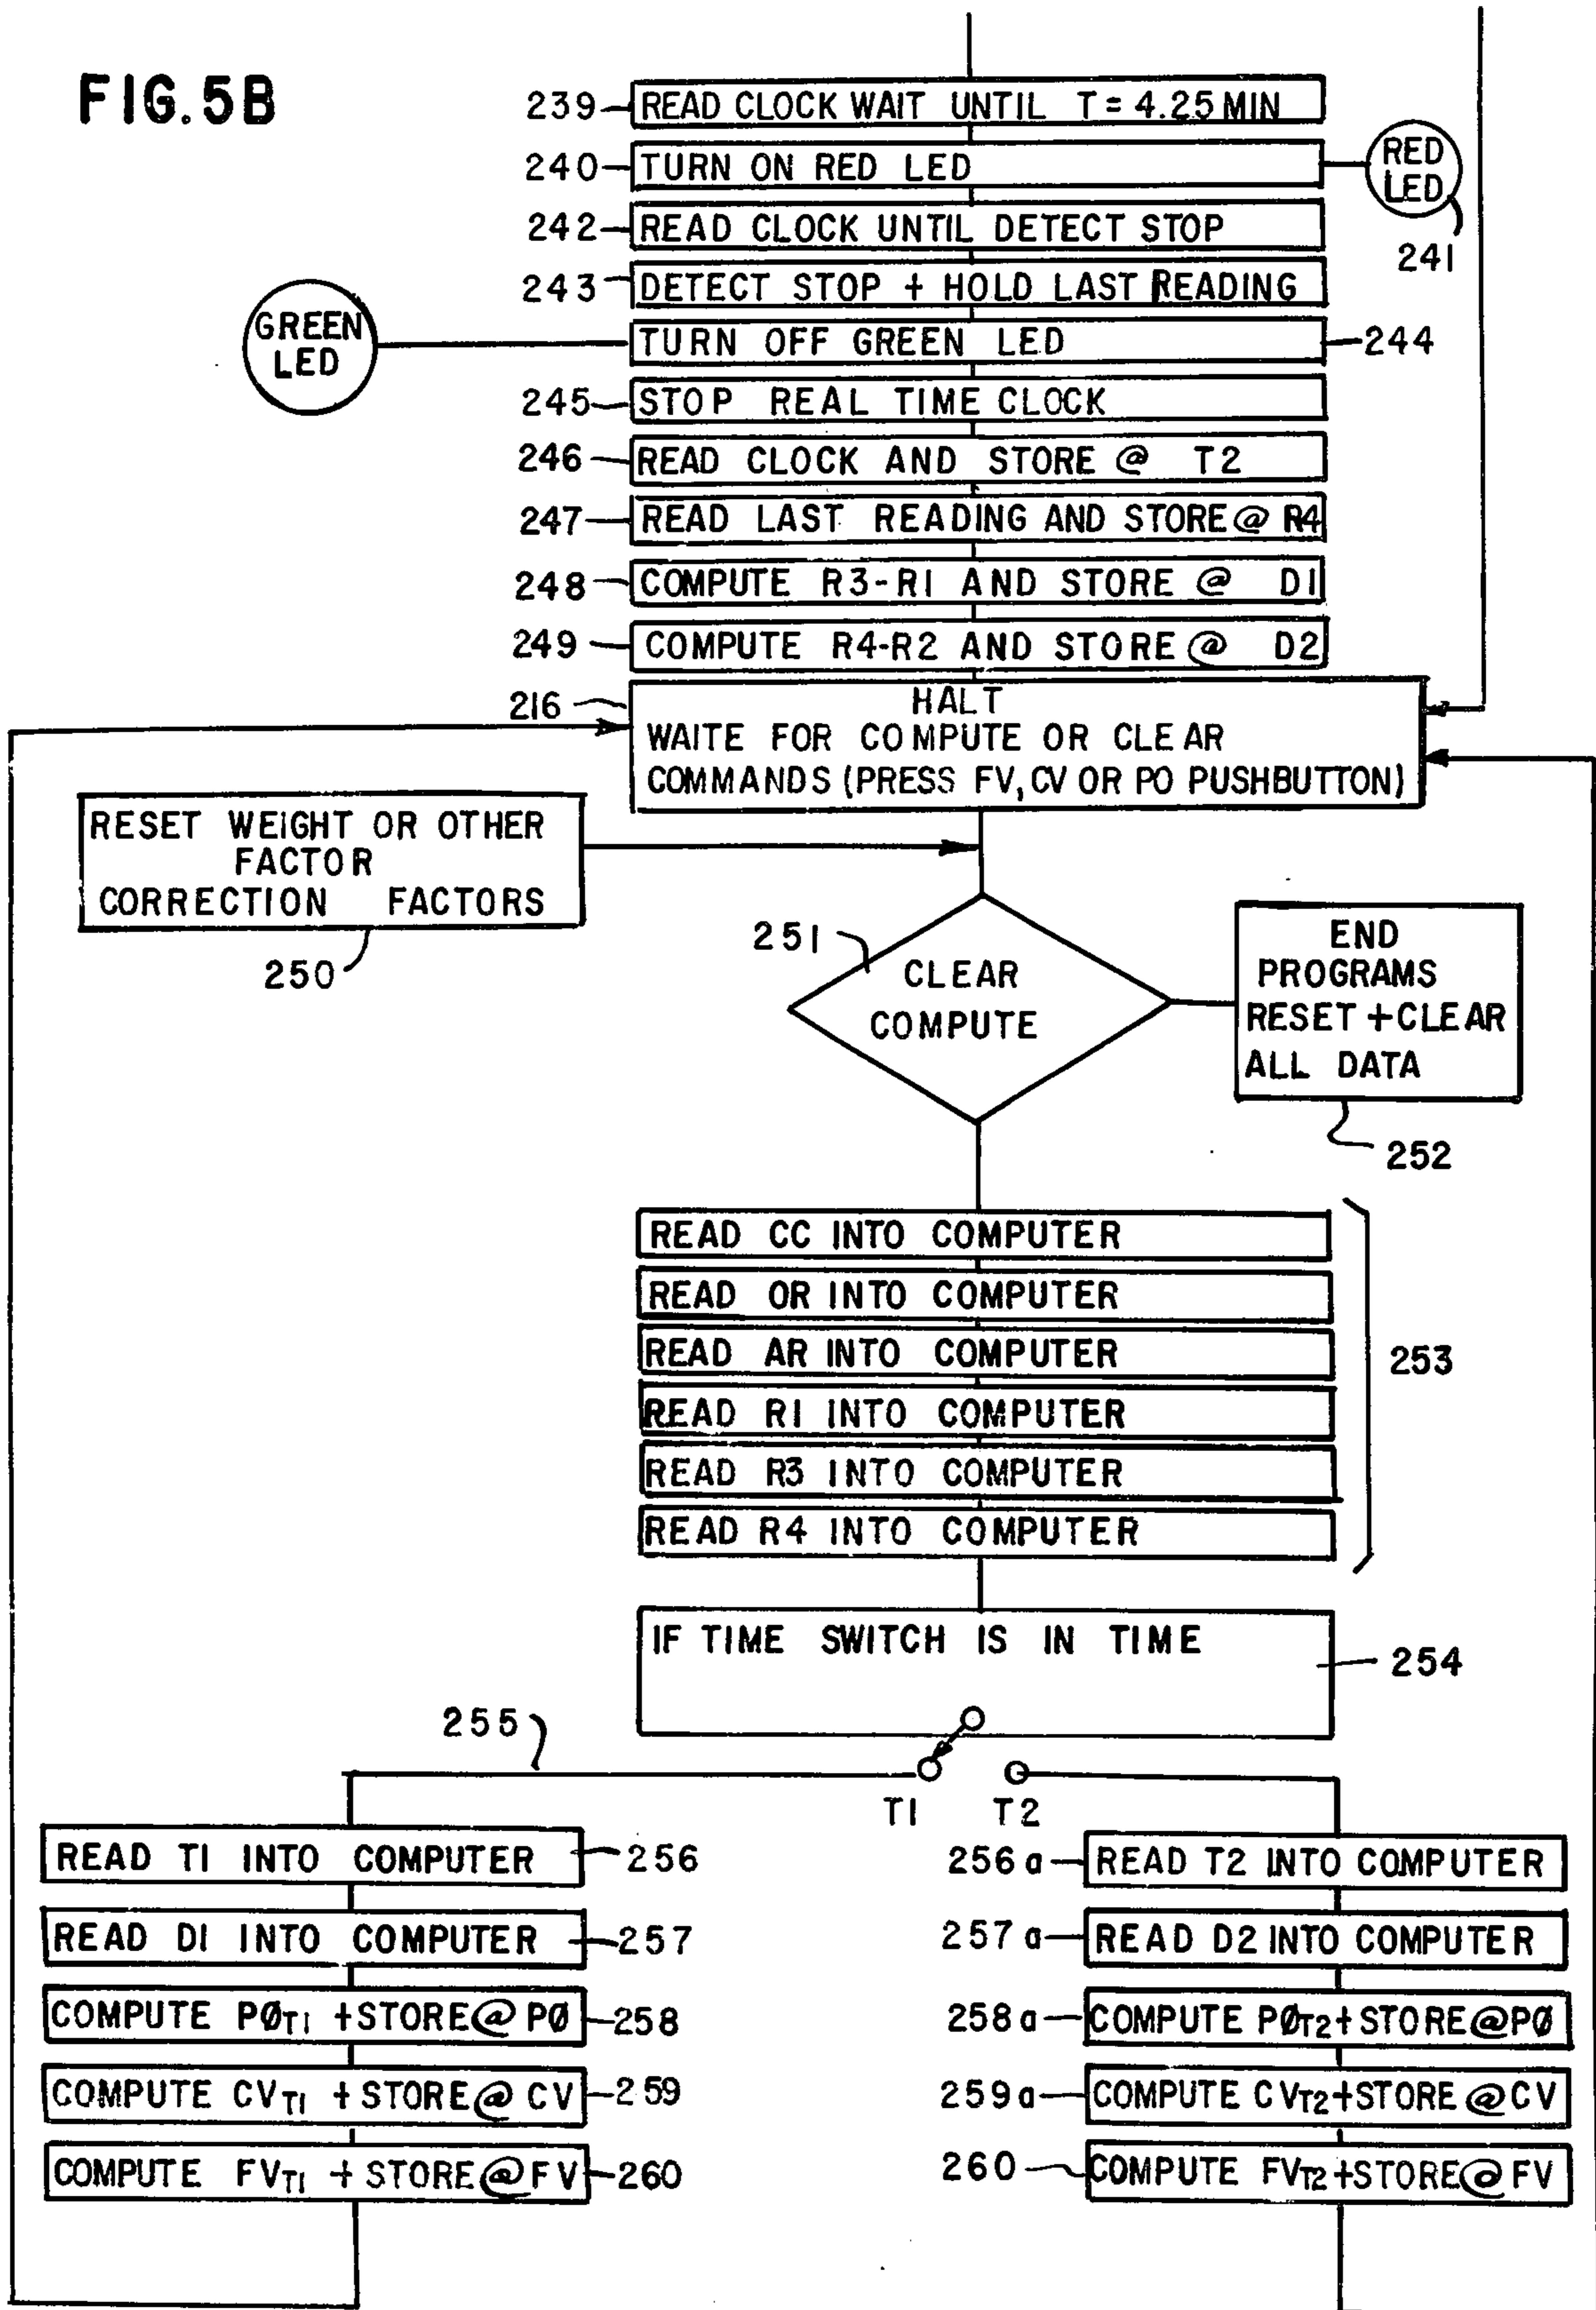 FIG.5B
239 READ CLOCK WAIT UNTIL T = 4.25 MIN
240 TURN ON RED LED
RED
LED
241
242 READ CLOCK UNTIL DETECT STOP
243 DETECT STOP + HOLD LAST READING
GREEN
LED
TURN OFF GREEN LED 244
245 STOP REAL TIME CLOCK
246 READ CLOCK AND STORE @ T2
247 READ LAST READING AND STORE @ R4
248 COMPUTE R3-R1 AND STORE @ D1
249 COMPUTE R4-R2 AND STORE @ D2
216 HALT
WAITE FOR COMPUTE OR CLEAR
COMMANDS (PRESS FV, CV OR PO PUSHBUTTON)
RESET WEIGHT OR OTHER
FACTOR
CORRECTION FACTORS
250
251
CLEAR
COMPUTE
END
PROGRAMS
RESET + CLEAR
ALL DATA
252
READ CC INTO COMPUTER
READ OR INTO COMPUTER
READ AR INTO COMPUTER
READ R1 INTO COMPUTER
READ R3 INTO COMPUTER
READ R4 INTO COMPUTER
253
IF TIME SWITCH IS IN TIME
254
255
T1 T2
READ T1 INTO COMPUTER 256
READ D1 INTO COMPUTER 257
COMPUTE PØT1 + STORE @ PØ 258
COMPUTE CVT1 + STORE @ CV 259
COMPUTE FVT1 + STORE @ FV 260
256a READ T2 INTO COMPUTER
257a READ D2 INTO COMPUTER
258a COMPUTE PØT2 + STORE @ PØ
259a COMPUTE CVT2 + STORE @ CV
260 COMPUTE FVT2 + STORE @ FV